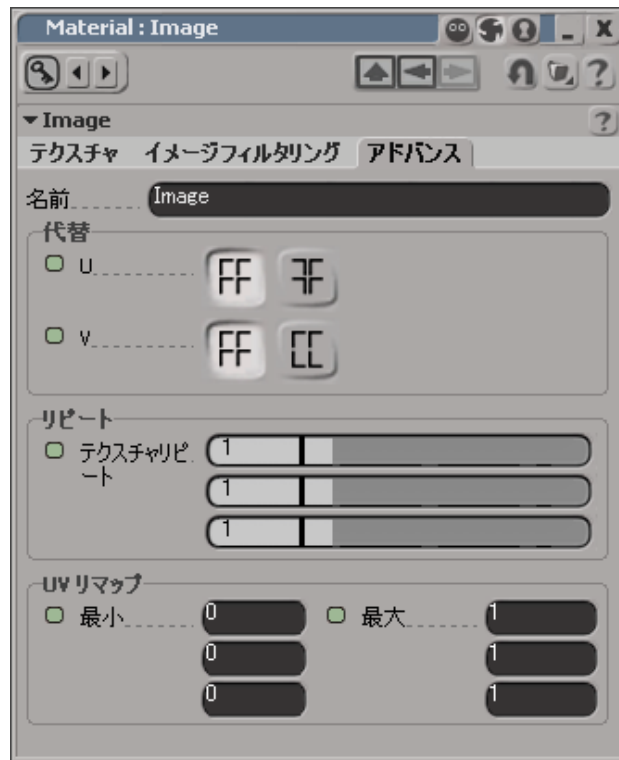 Material : Image
Image
テクスチャ イメージフィルタリング アドバンス
名前 Image
代替
U
V
リピート
テクスチャリピート 1
1
1
UV リマップ
最小 0 最大 1
0 1
0 1